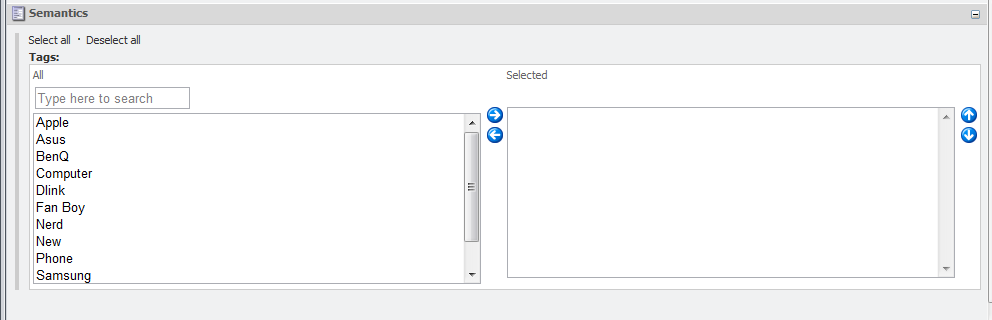 Semantics
Select all · Deselect all
Tags:
All
Selected
Type here to search
Apple
Asus
BenQ
Computer
Dlink
Fan Boy
Nerd
New
Phone
Samsung